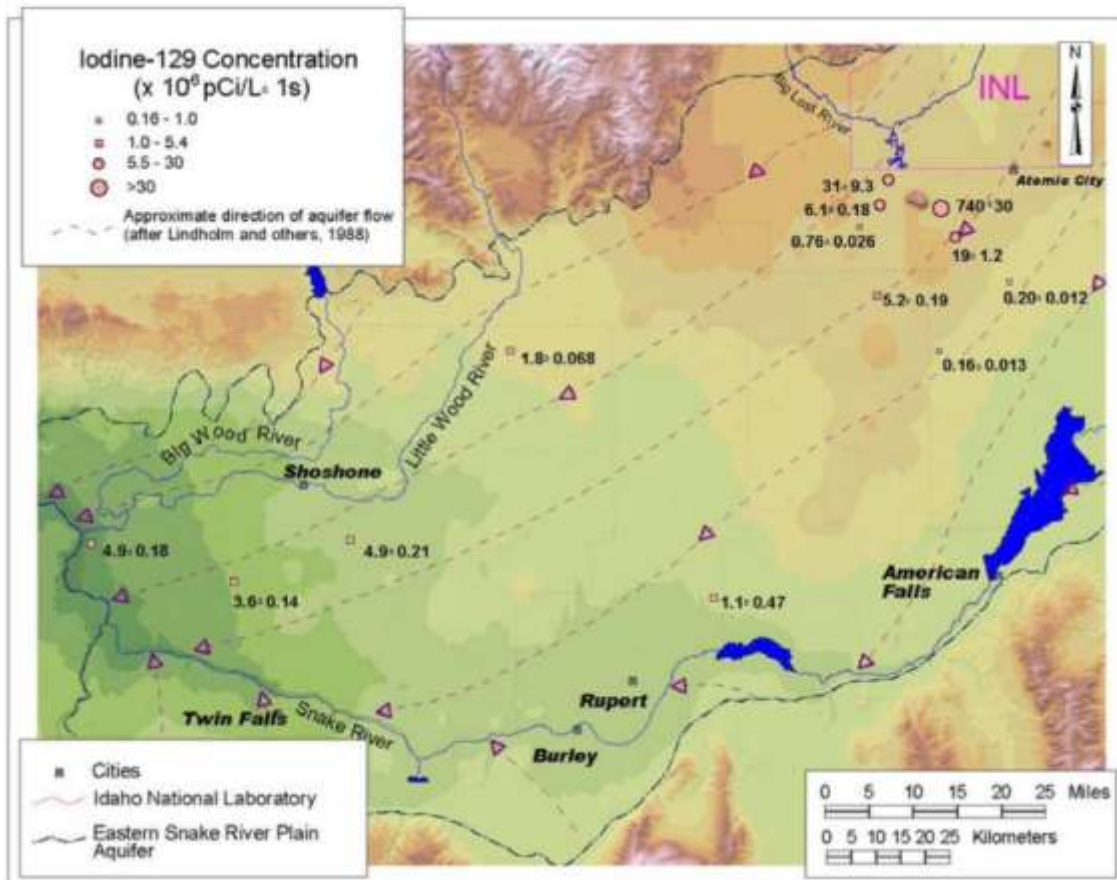 Iodine-129 Concentration
(x 10⁶ pCi/L± 1s)
0.16 - 1.0
1.0 - 5.4
5.5 - 30
>30
Approximate direction of aquifer flow
(after Lindholm and others, 1988)
N
INL
Big Lost River
Atomic City
31±9.3
6.1±0.18
740±30
0.76±0.026
19±1.2
5.2±0.19
0.20±0.012
1.8±0.068
0.16±0.013
Little Wood River
Big Wood River
Shoshone
4.9±0.18
4.9±0.21
American
Falls
3.6±0.14
1.1±0.47
Rupert
Twin Falls
Snake River
Burley
Cities
Idaho National Laboratory
Eastern Snake River Plain
Aquifer
0 5 10 15 20 25 Miles
0 5 10 15 20 25 Kilometers